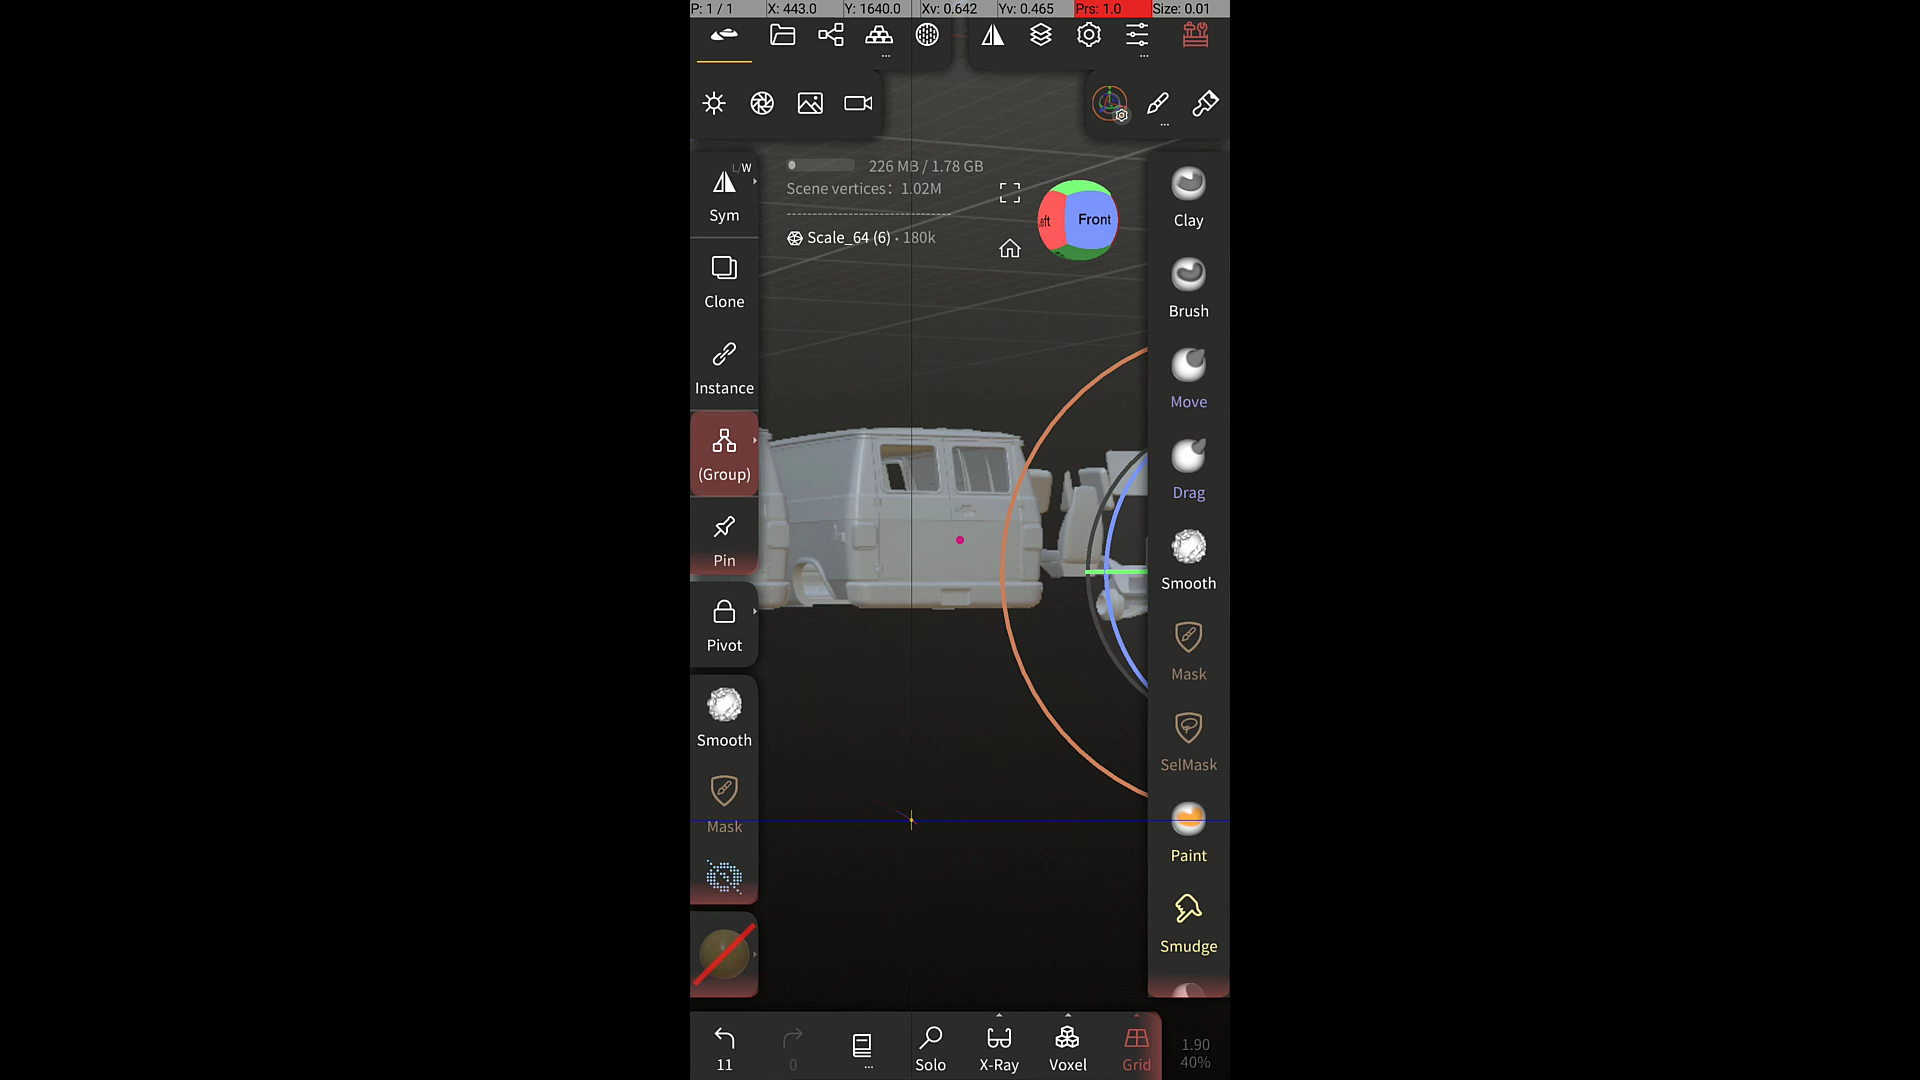 P: 1 / 1 X: 443.0 Y: 1640.0 Xv: 0.642 Yv: 0.465 Prs: 1.0 Size: 0.01
...
...
...
L/W
Sym
226 MB / 1.78 GB
Scene vertices: 1.02M
--------------------------------
Scale_64 (6) · 180k
eft
Front
Clay
Clone
Brush
Instance
Move
(Group)
Drag
Pin
Smooth
Pivot
Mask
Smooth
SelMask
Mask
Paint
Smudge
11
0
...
Solo
X-Ray
Voxel
Grid
1.90
40%